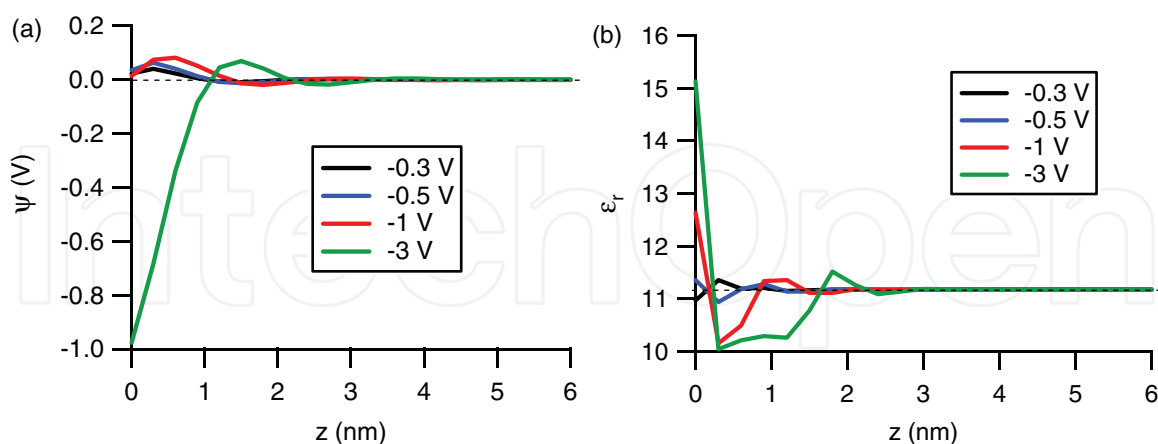 (a)
0.2
0.0
-0.2
-0.4
-0.6
-0.8
-1.0
ψ (V)
0 1 2 3 4 5 6
z (nm)
-0.3 V
-0.5 V
-1 V
-3 V
(b)
16
15
14
13
12
11
10
εr
0 1 2 3 4 5 6
z (nm)
-0.3 V
-0.5 V
-1 V
-3 V
IntechOpen